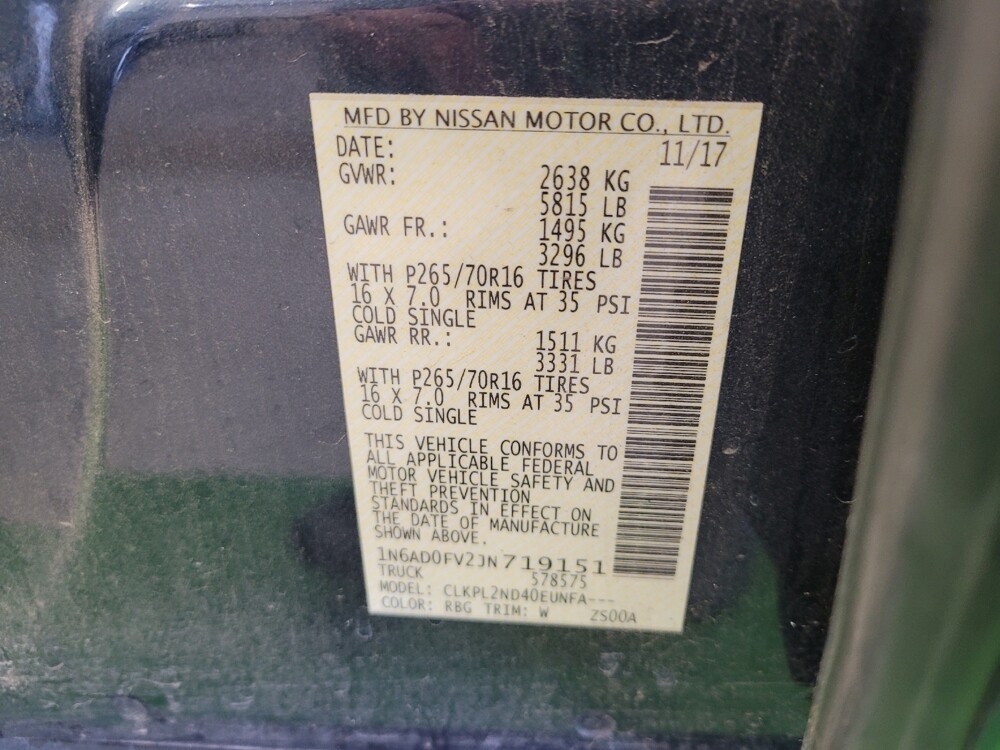 MFD BY NISSAN MOTOR CO., LTD.
DATE: 11/17
GVWR: 2638 KG
5815 LB
GAWR FR.: 1495 KG
3296 LB
WITH P265/70R16 TIRES
16 X 7.0 RIMS AT 35 PSI
COLD SINGLE
GAWR RR.: 1511 KG
3331 LB
WITH P265/70R16 TIRES
16 X 7.0 RIMS AT 35 PSI
COLD SINGLE
THIS VEHICLE CONFORMS TO
ALL APPLICABLE FEDERAL
MOTOR VEHICLE SAFETY AND
THEFT PREVENTION
STANDARDS IN EFFECT ON
THE DATE OF MANUFACTURE
SHOWN ABOVE.
1N6AD0FV2JN719151
TRUCK 578575
MODEL: CLKPL2ND40EUNFA---
COLOR: RBG TRIM: W ZS00A